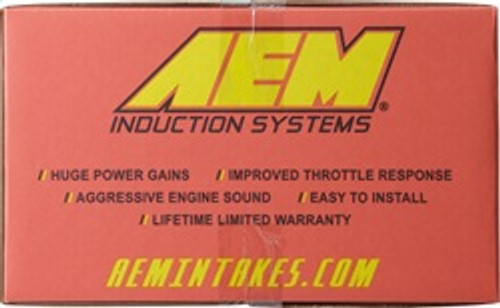 AEM®
INDUCTION SYSTEMS
// HUGE POWER GAINS // IMPROVED THROTTLE RESPONSE
// AGGRESSIVE ENGINE SOUND // EASY TO INSTALL
// LIFETIME LIMITED WARRANTY
AEMINTAKES.COM